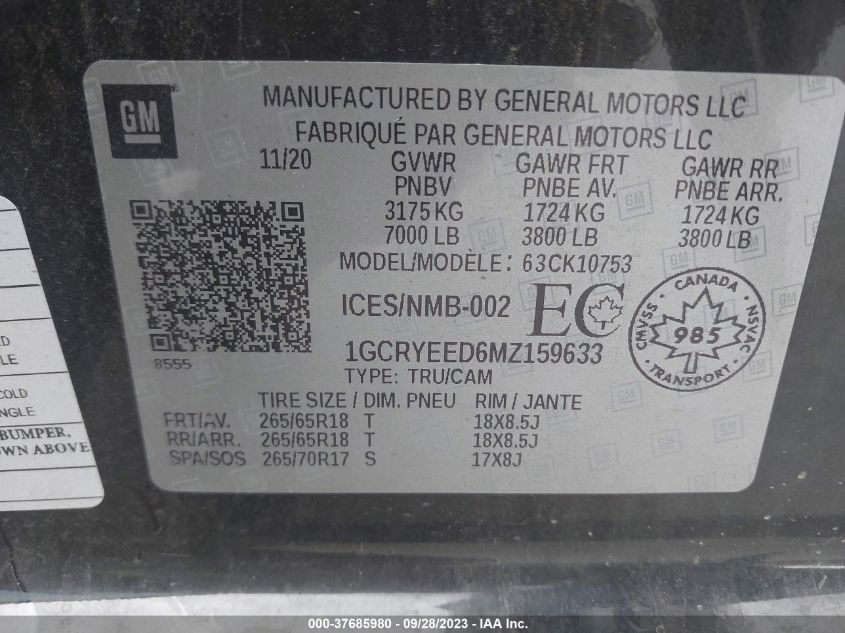 GM
MANUFACTURED BY GENERAL MOTORS LLC
FABRIQUÉ PAR GENERAL MOTORS LLC
11/20 GVWR GAWR FRT GAWR RR
PNBV PNBE AV. PNBE ARR.
3175 KG 1724 KG 1724 KG
7000 LB 3800 LB 3800 LB
MODEL/MODÈLE: 63CK10753
ICES/NMB-002 EC
CANADA
CMVSS 985 NSVAC
TRANSPORT
8555
1GCRYEED6MZ159633
TYPE: TRU/CAM
TIRE SIZE / DIM. PNEU RIM / JANTE
FRT/AV. 265/65R18 T 18X8.5J
RR/ARR. 265/65R18 T 18X8.5J
SPA/SOS 265/70R17 S 17X8J
D
LE
COLD
NGLE
BUMPER,
OWN ABOVE
000-37685980 - 09/28/2023 - IAA Inc.